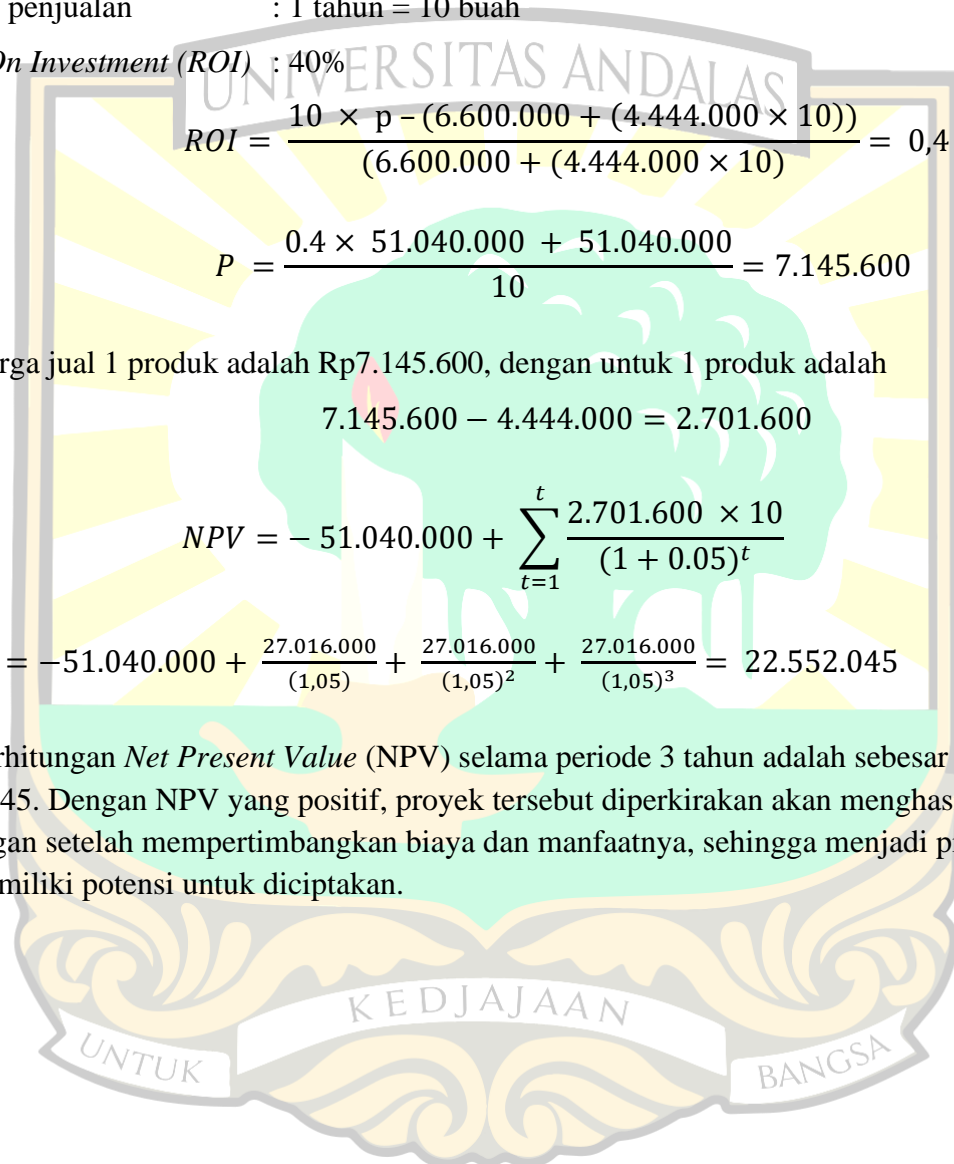 penjualan : 1 tahun = 10 buah
On Investment (ROI) : 40%
UNIVERSITAS ANDALAS
ROI = (10 × p – (6.600.000 + (4.444.000 × 10))) / ((6.600.000 + (4.444.000 × 10)) = 0,4
P = (0.4 × 51.040.000 + 51.040.000) / 10 = 7.145.600
rga jual 1 produk adalah Rp7.145.600, dengan untuk 1 produk adalah
7.145.600 − 4.444.000 = 2.701.600
NPV = − 51.040.000 + ∑_{t=1}^{t} (2.701.600 × 10) / (1 + 0.05)^t
= −51.040.000 + 27.016.000/(1,05) + 27.016.000/(1,05)² + 27.016.000/(1,05)³ = 22.552.045
rhitungan Net Present Value (NPV) selama periode 3 tahun adalah sebesar
45. Dengan NPV yang positif, proyek tersebut diperkirakan akan menghas
gan setelah mempertimbangkan biaya dan manfaatnya, sehingga menjadi p
miliki potensi untuk diciptakan.
UNTUK KEDJAJAAN BANGSA